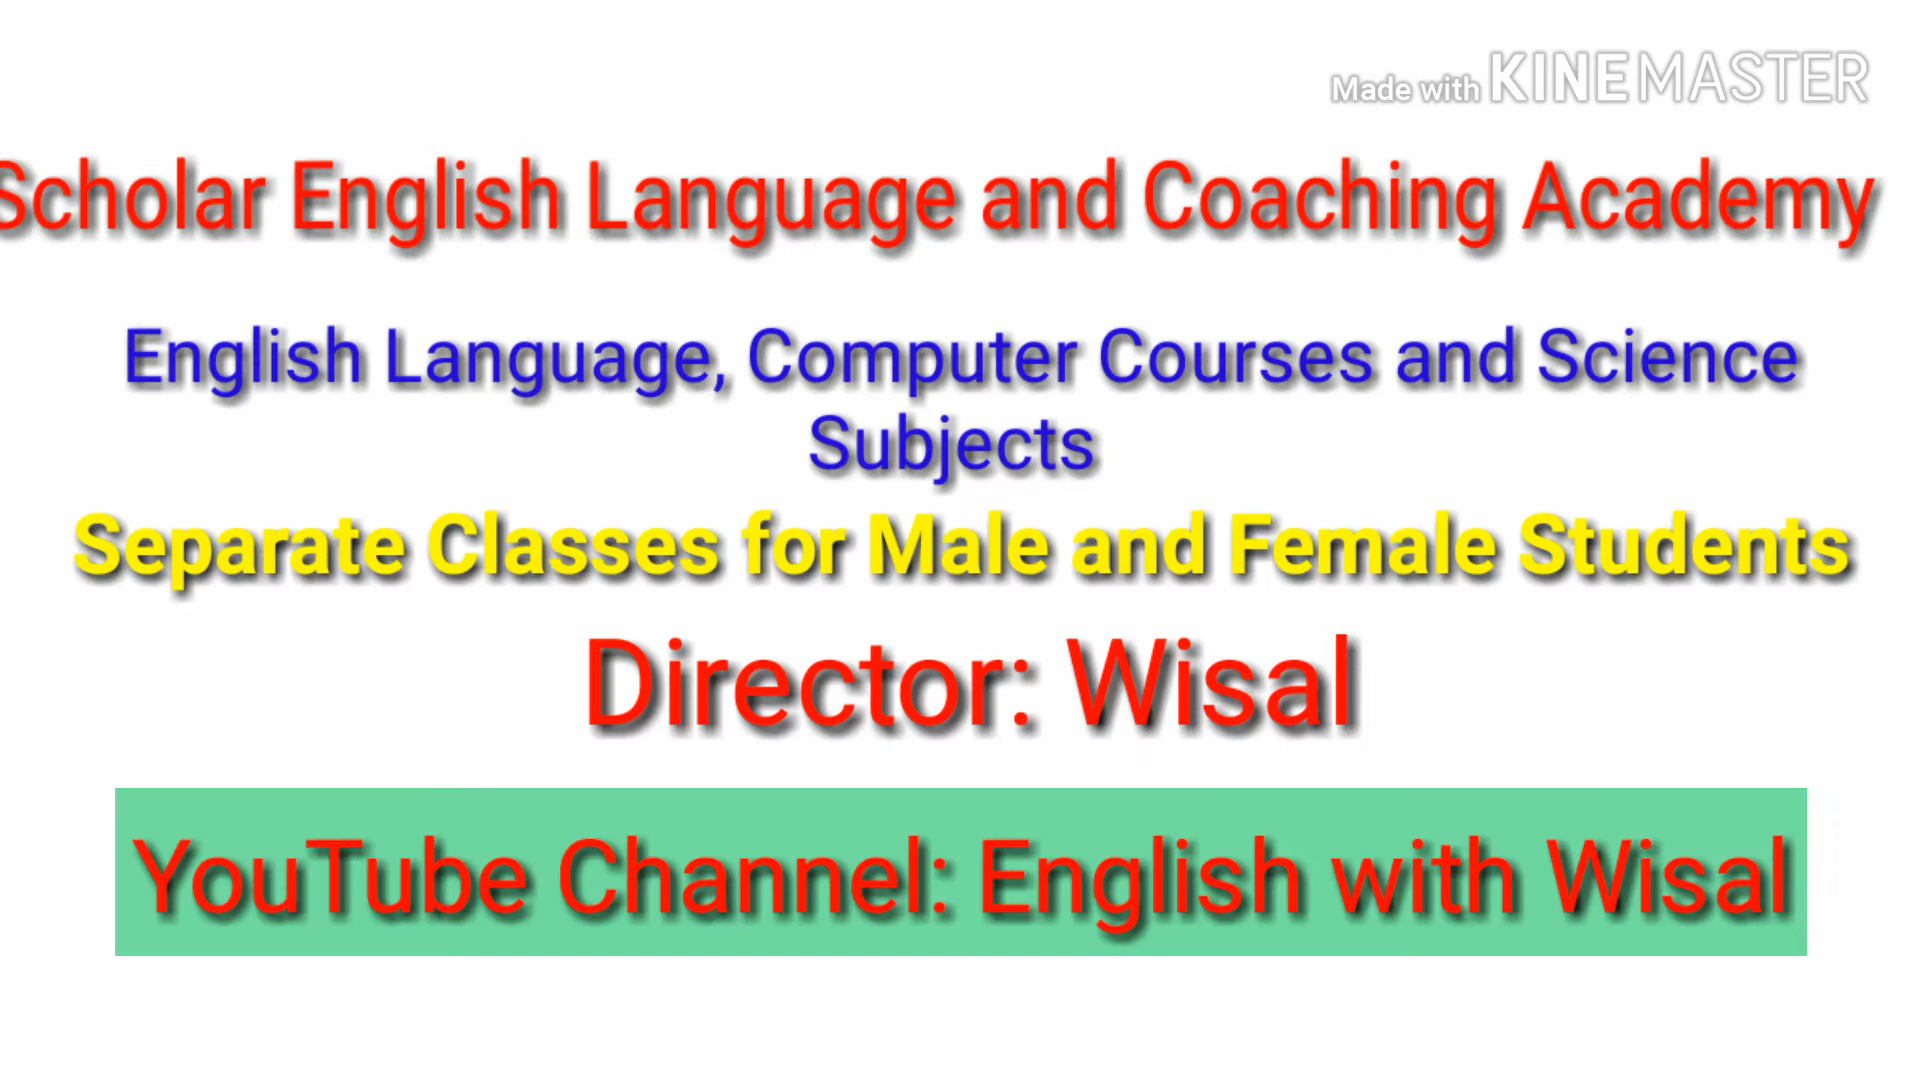 Made with KINEMASTER
Scholar English Language and Coaching Academy
English Language, Computer Courses and Science
Subjects
Separate Classes for Male and Female Students
Director: Wisal
YouTube Channel: English with Wisal